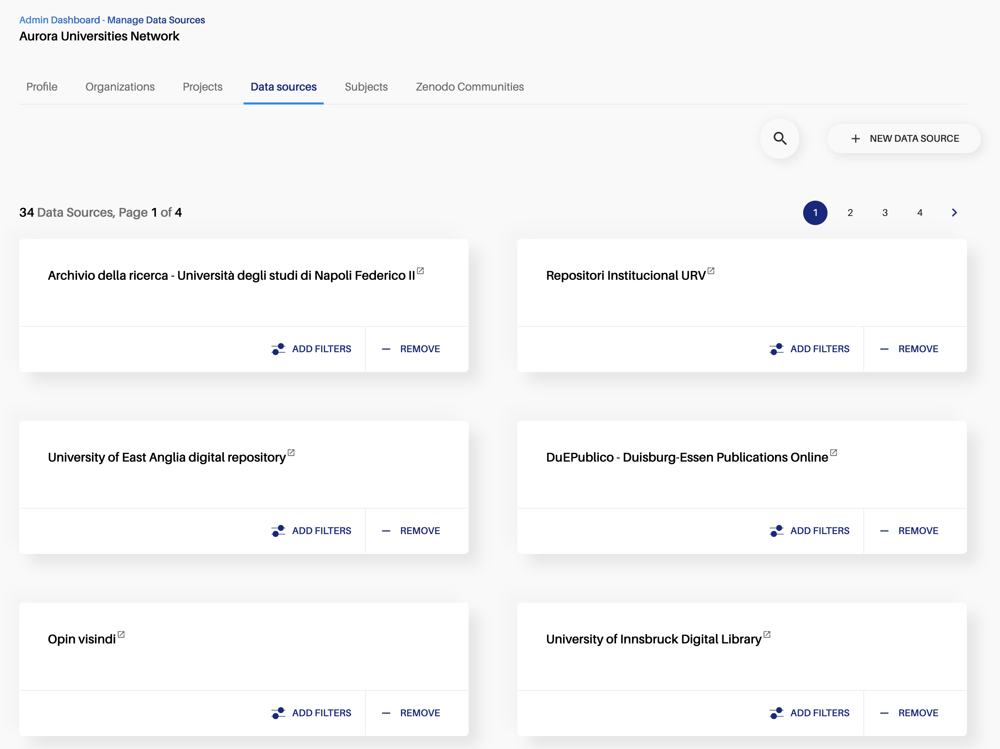 Admin Dashboard - Manage Data Sources
Aurora Universities Network
Profile Organizations Projects Data sources Subjects Zenodo Communities
+ NEW DATA SOURCE
34 Data Sources, Page 1 of 4
1 2 3 4
Archivio della ricerca - Università degli studi di Napoli Federico II
Repositori Institucional URV
ADD FILTERS REMOVE
ADD FILTERS REMOVE
University of East Anglia digital repository
DuEPublico - Duisburg-Essen Publications Online
ADD FILTERS REMOVE
ADD FILTERS REMOVE
Opin visindi
University of Innsbruck Digital Library
ADD FILTERS REMOVE
ADD FILTERS REMOVE